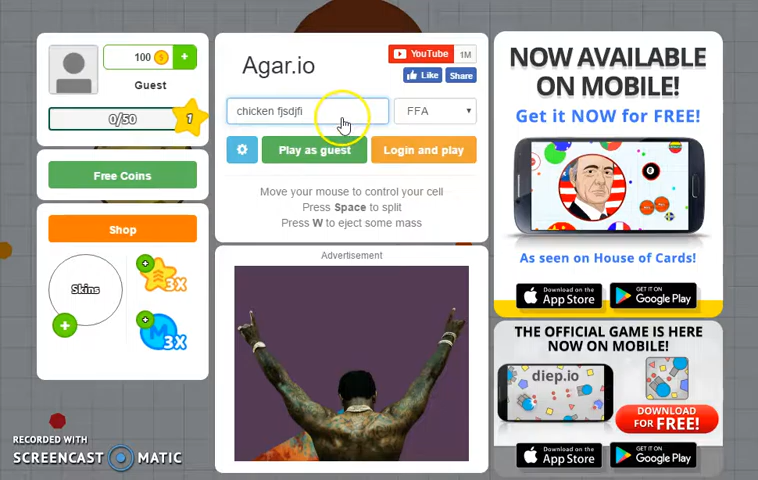 100
Guest
0/50
1
Free Coins
Shop
Skins
3X
3X
Agar.io
YouTube 1M
Like Share
chicken fjsdjfi FFA
Play as guest Login and play
Move your mouse to control your cell
Press Space to split
Press W to eject some mass
Advertisement
NOW AVAILABLE
ON MOBILE!
Get it NOW for FREE!
8
As seen on House of Cards!
Download on the
App Store
GET IT ON
Google Play
THE OFFICIAL GAME IS HERE
NOW ON MOBILE!
diep.io
DOWNLOAD
FOR FREE!
Download on the
App Store
GET IT ON
Google Play
RECORDED WITH
SCREENCAST MATIC